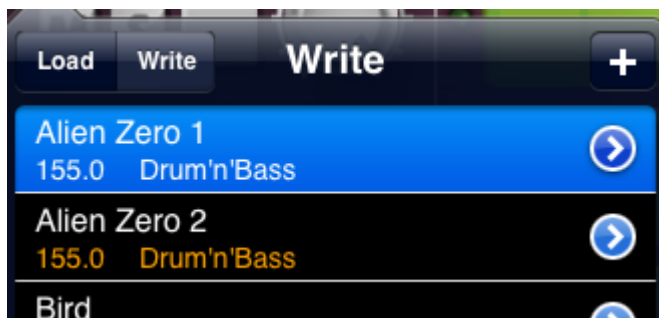 Load Write Write +
Alien Zero 1
155.0 Drum'n'Bass
Alien Zero 2
155.0 Drum'n'Bass
Bird